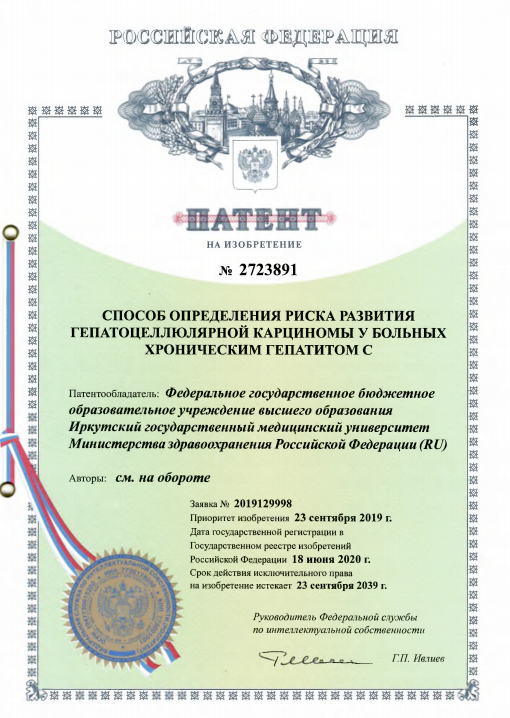 РОССИЙСКАЯ ФЕДЕРАЦИЯ
ПАТЕНТ
НА ИЗОБРЕТЕНИЕ
№ 2723891
СПОСОБ ОПРЕДЕЛЕНИЯ РИСКА РАЗВИТИЯ
ГЕПАТОЦЕЛЛЮЛЯРНОЙ КАРЦИНОМЫ У БОЛЬНЫХ
ХРОНИЧЕСКИМ ГЕПАТИТОМ С
Патентообладатель: Федеральное государственное бюджетное
образовательное учреждение высшего образования
Иркутский государственный медицинский университет
Министерства здравоохранения Российской Федерации (RU)
Авторы: см. на обороте
Заявка № 2019129998
Приоритет изобретения 23 сентября 2019 г.
Дата государственной регистрации в
Государственном реестре изобретений
Российской Федерации 18 июня 2020 г.
Срок действия исключительного права
на изобретение истекает 23 сентября 2039 г.
Руководитель Федеральной службы
по интеллектуальной собственности
Г.П. Ивлиев